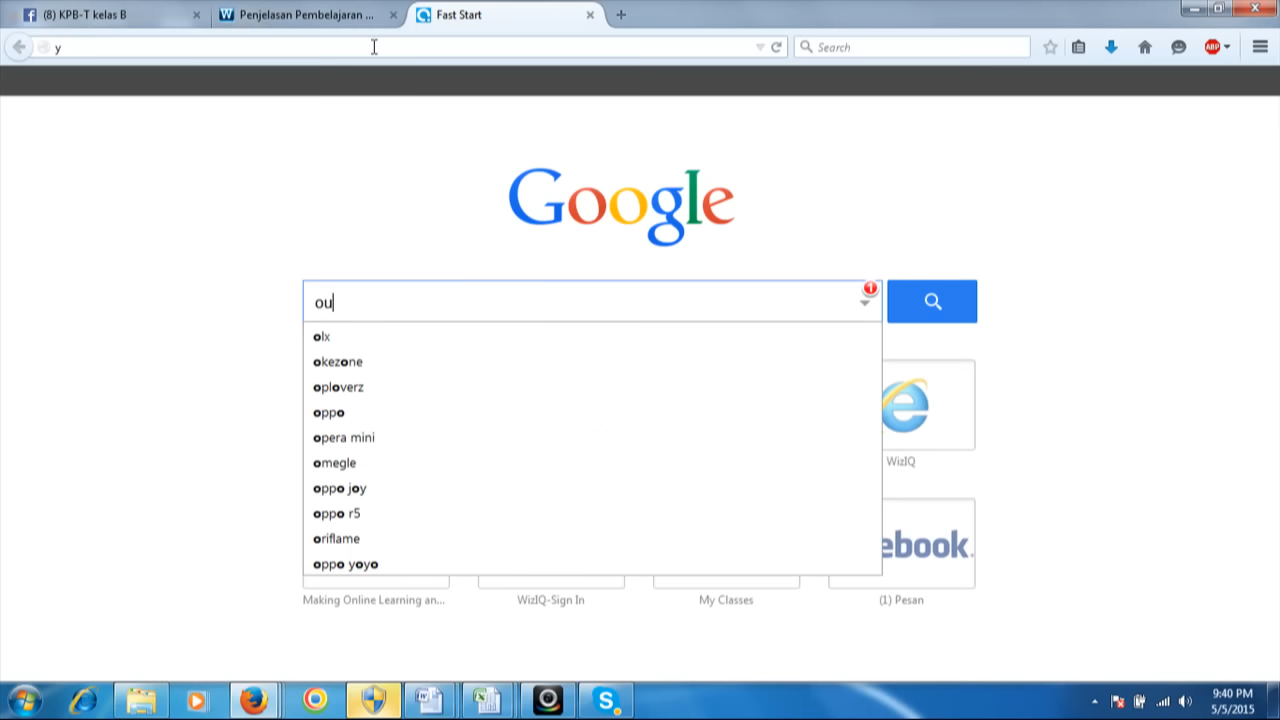 (8) KPB-T kelas B
Penjelasan Pembelajaran ...
Fast Start
y
Search
ABP
Google
ou
1
olx
okezone
oploverz
oppo
opera mini
omegle
oppo joy
oppo r5
oriflame
oppo yoyo
WizIQ
ebook.
Making Online Learning an...
WizIQ-Sign In
My Classes
(1) Pesan
9:40 PM
5/5/2015